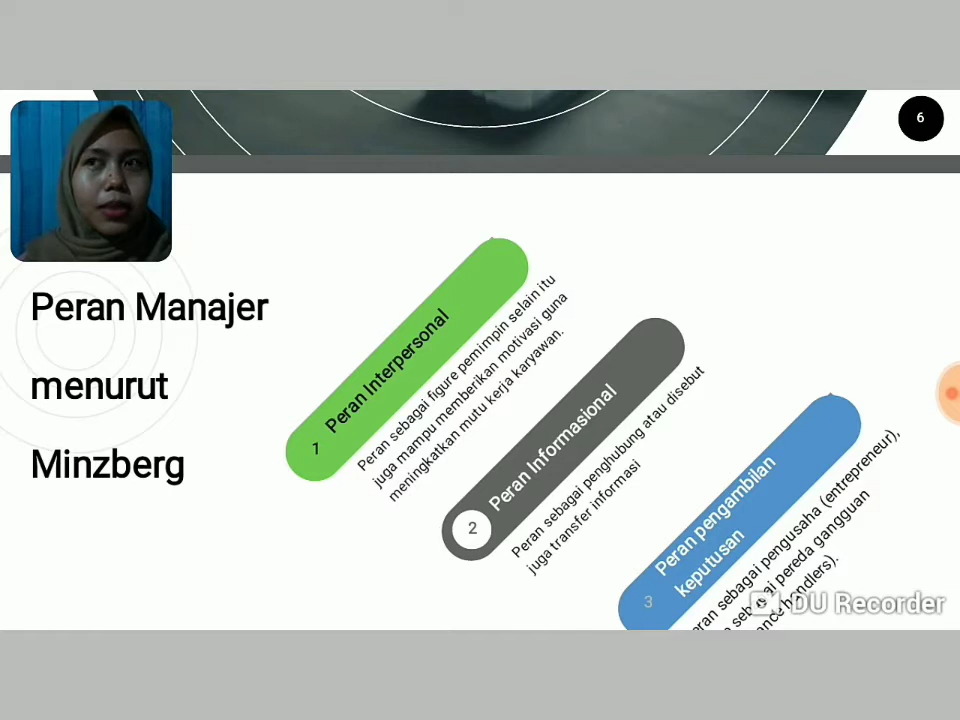 6
Peran Manajer
menurut
Minzberg
1
Peran Interpersonal
Peran sebagai figure pemimpin selain itu
juga mampu memberikan motivasi guna
meningkatkan mutu kerja karyawan.
2
Peran Informasional
Peran sebagai penghubung atau disebut
juga transfer informasi
3
Peran pengambilan
keputusan
sebagai pengusaha (entrepreneur),
pereda gangguan
handlers).
DU Recorder